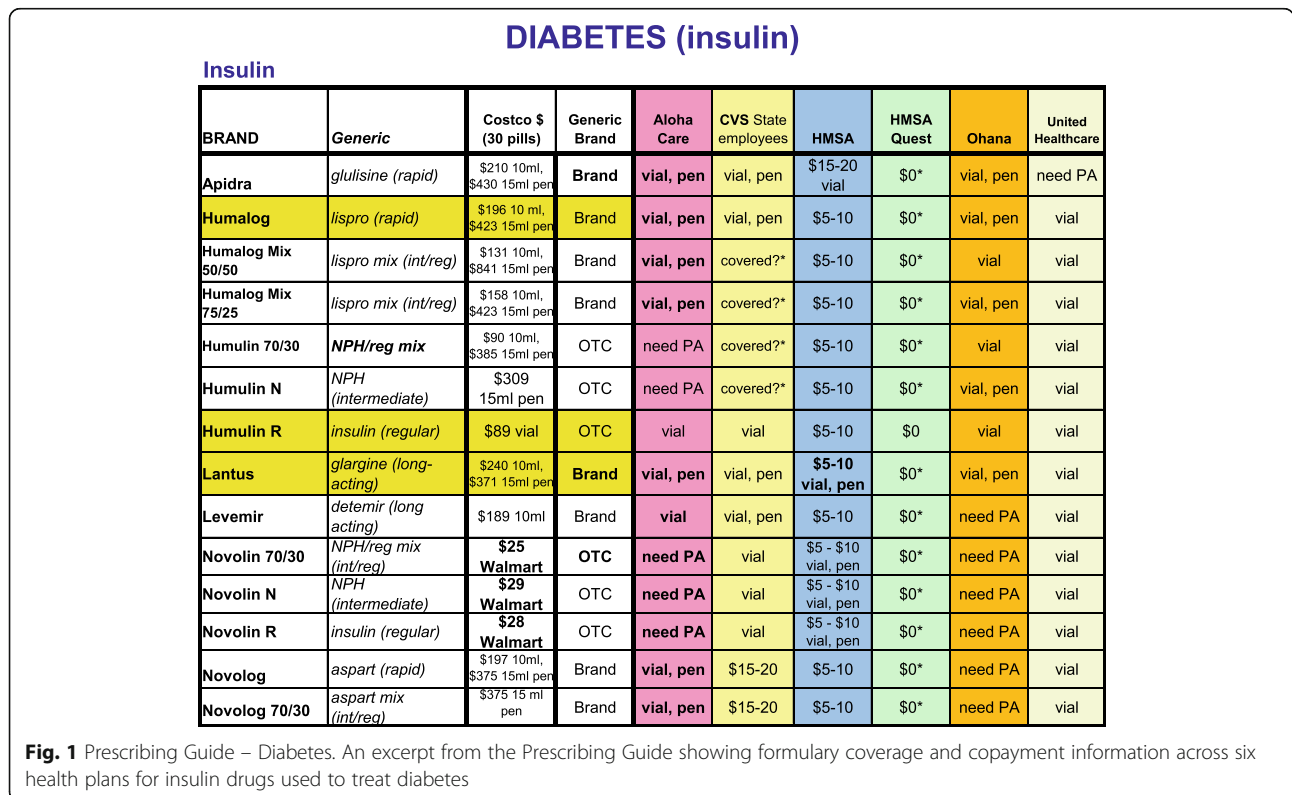 DIABETES (insulin)
Insulin
BRAND Generic Costco $ (30 pills) Generic Brand Aloha Care CVS State employees HMSA HMSA Quest Ohana United Healthcare
Apidra glulisine (rapid) $210 10ml, $430 15ml pen Brand vial, pen vial, pen $15-20 vial $0* vial, pen need PA
Humalog lispro (rapid) $196 10 ml, $423 15ml pen Brand vial, pen vial, pen $5-10 $0* vial, pen vial
Humalog Mix 50/50 lispro mix (int/reg) $131 10ml, $841 15ml pen Brand vial, pen covered?* $5-10 $0* vial vial
Humalog Mix 75/25 lispro mix (int/reg) $158 10ml, $423 15ml pen Brand vial, pen covered?* $5-10 $0* vial, pen vial
Humulin 70/30 NPH/reg mix $90 10ml, $385 15ml pen OTC need PA covered?* $5-10 $0* vial vial
Humulin N NPH (intermediate) $309 15ml pen OTC need PA covered?* $5-10 $0* vial, pen vial
Humulin R insulin (regular) $89 vial OTC vial vial $5-10 $0 vial vial
Lantus glargine (long-acting) $240 10ml, $371 15ml pen Brand vial, pen vial, pen $5-10 vial, pen $0* vial, pen vial
Levemir detemir (long acting) $189 10ml Brand vial vial, pen $5-10 $0* need PA vial
Novolin 70/30 NPH/reg mix (int/reg) $25 Walmart OTC need PA vial $5 - $10 vial, pen $0* need PA vial
Novolin N NPH (intermediate) $29 Walmart OTC need PA vial $5 - $10 vial, pen $0* need PA vial
Novolin R insulin (regular) $28 Walmart OTC need PA vial $5 - $10 vial, pen $0* need PA vial
Novolog aspart (rapid) $197 10ml, $375 15ml pen Brand vial, pen $15-20 $5-10 $0* need PA vial
Novolog 70/30 aspart mix (int/reg) $375 15 ml pen Brand vial, pen $15-20 $5-10 $0* need PA vial
Fig. 1 Prescribing Guide – Diabetes. An excerpt from the Prescribing Guide showing formulary coverage and copayment information across six
health plans for insulin drugs used to treat diabetes